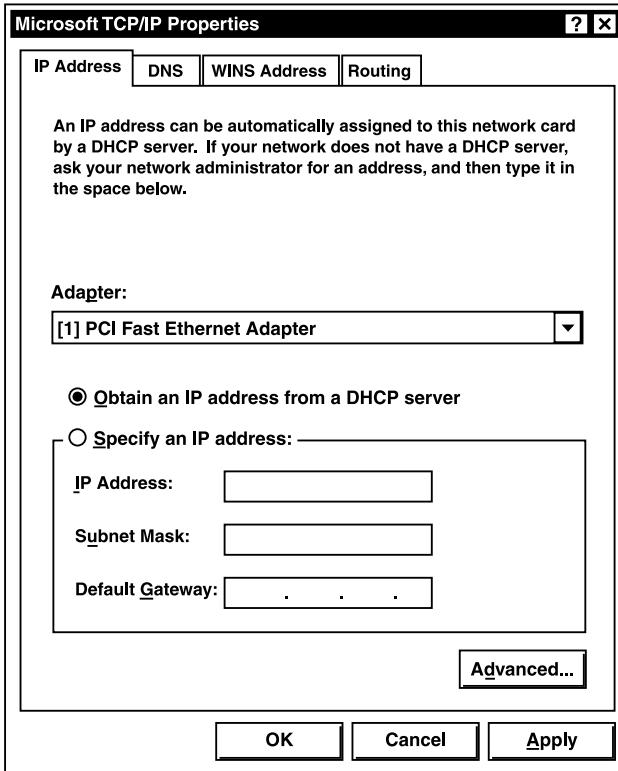 Microsoft TCP/IP Properties ? ×
IP Address DNS WINS Address Routing
An IP address can be automatically assigned to this network card
by a DHCP server. If your network does not have a DHCP server,
ask your network administrator for an address, and then type it in
the space below.
Adapter:
[1] PCI Fast Ethernet Adapter
Obtain an IP address from a DHCP server
Specify an IP address:
IP Address:
Subnet Mask:
Default Gateway: . . .
Advanced...
OK Cancel Apply